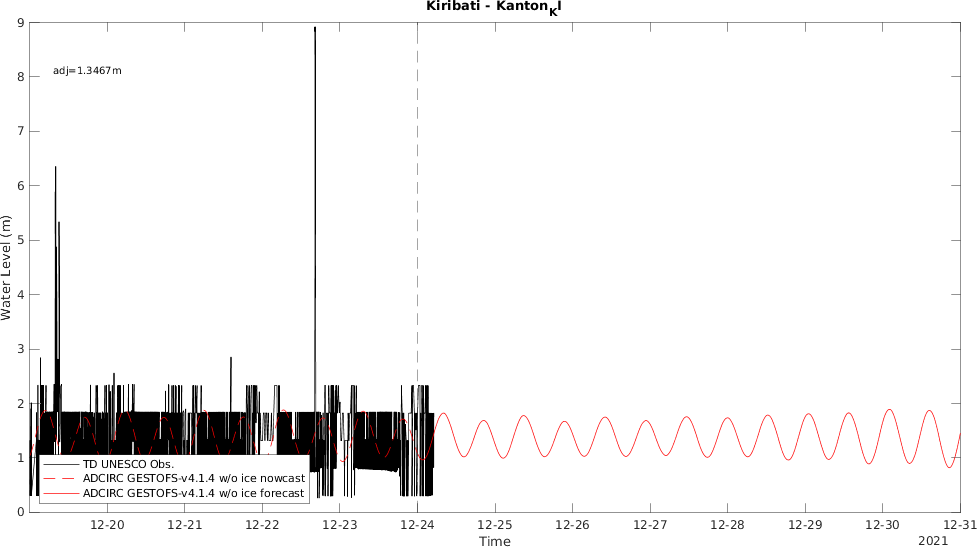 Kiribati - KantonKI
adj=1.3467m
Water Level (m)
9
8
7
6
5
4
3
2
1
0
TD UNESCO Obs.
ADCIRC GESTOFS-v4.1.4 w/o ice nowcast
ADCIRC GESTOFS-v4.1.4 w/o ice forecast
12-20 12-21 12-22 12-23 12-24 12-25 12-26 12-27 12-28 12-29 12-30 12-31
Time
2021